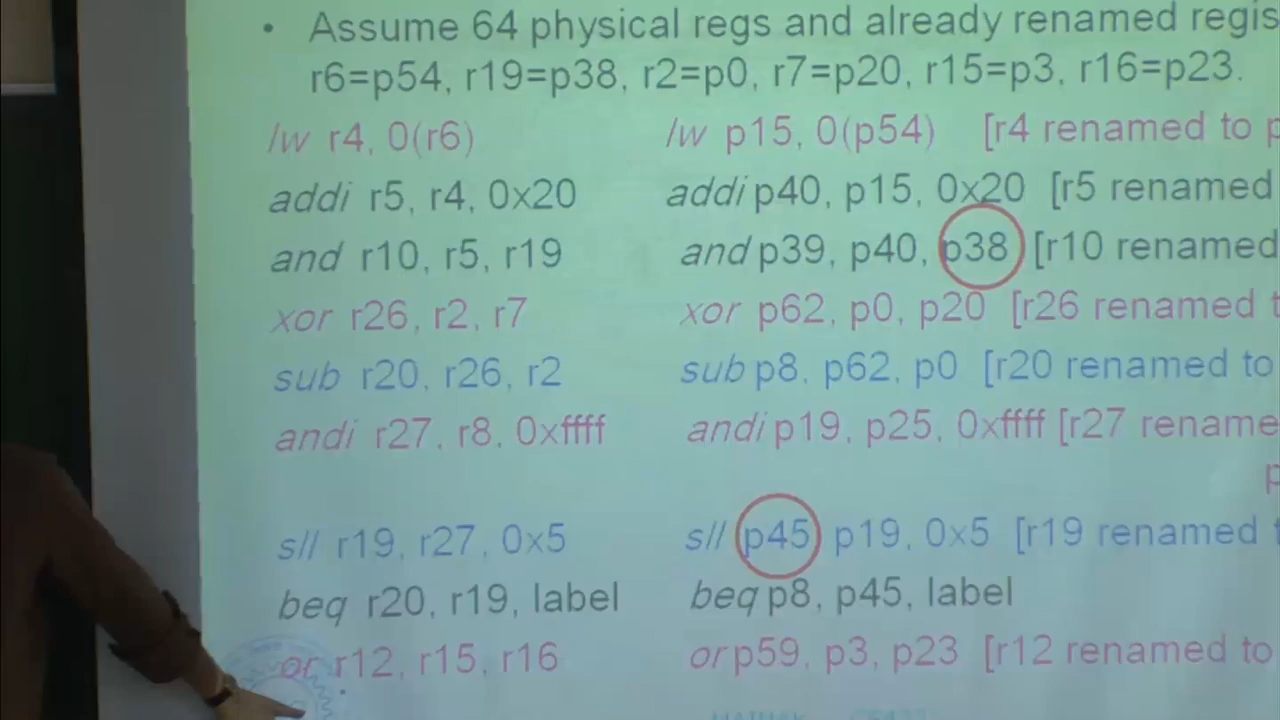 • Assume 64 physical regs and already renamed regis
r6=p54, r19=p38, r2=p0, r7=p20, r15=p3, r16=p23.
lw r4, 0(r6) lw p15, 0(p54) [r4 renamed to p
addi r5, r4, 0x20 addi p40, p15, 0x20 [r5 renamed
and r10, r5, r19 and p39, p40, p38 [r10 renamed
xor r26, r2, r7 xor p62, p0, p20 [r26 renamed t
sub r20, r26, r2 sub p8, p62, p0 [r20 renamed to
andi r27, r8, 0xffff andi p19, p25, 0xffff [r27 rename
p
sll r19, r27, 0x5 sll p45, p19, 0x5 [r19 renamed t
beq r20, r19, label beq p8, p45, label
or r12, r15, r16 or p59, p3, p23 [r12 renamed to